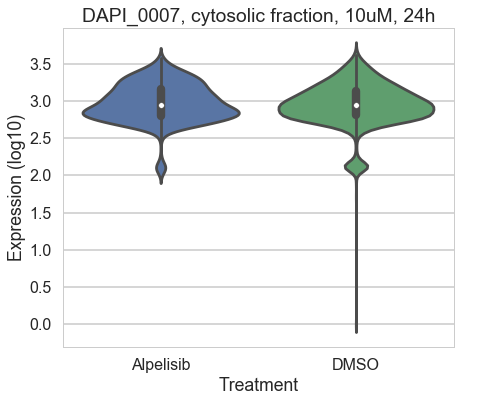 DAPI_0007, cytosolic fraction, 10uM, 24h
Expression (log10)
3.5
3.0
2.5
2.0
1.5
1.0
0.5
0.0
Alpelisib DMSO
Treatment